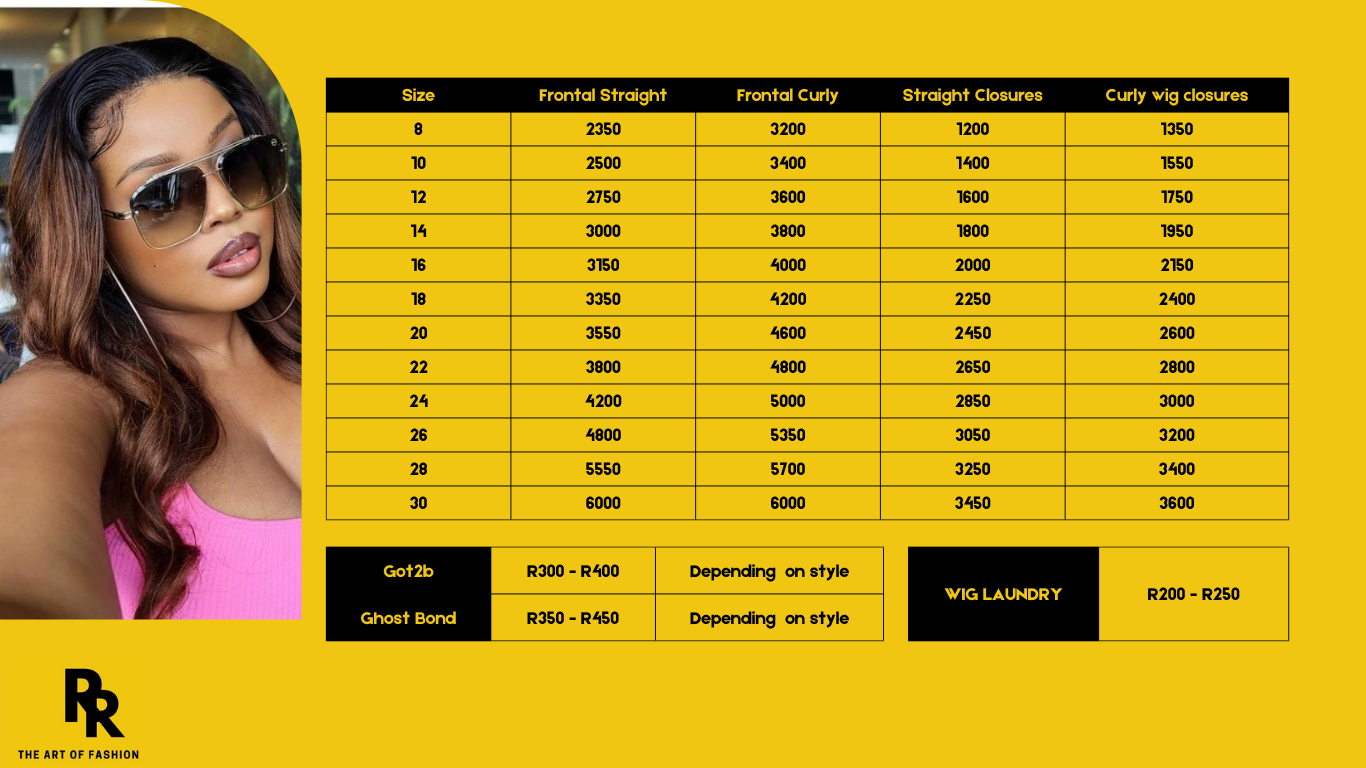 Size Frontal Straight Frontal Curly Straight Closures Curly wig closures
8 2350 3200 1200 1350
10 2500 3400 1400 1550
12 2750 3600 1600 1750
14 3000 3800 1800 1950
16 3150 4000 2000 2150
18 3350 4200 2250 2400
20 3550 4600 2450 2600
22 3800 4800 2650 2800
24 4200 5000 2850 3000
26 4800 5350 3050 3200
28 5550 5700 3250 3400
30 6000 6000 3450 3600
Got2b R300 - R400 Depending on style
Ghost Bond R350 - R450 Depending on style
WIG LAUNDRY R200 - R250
RR
THE ART OF FASHION